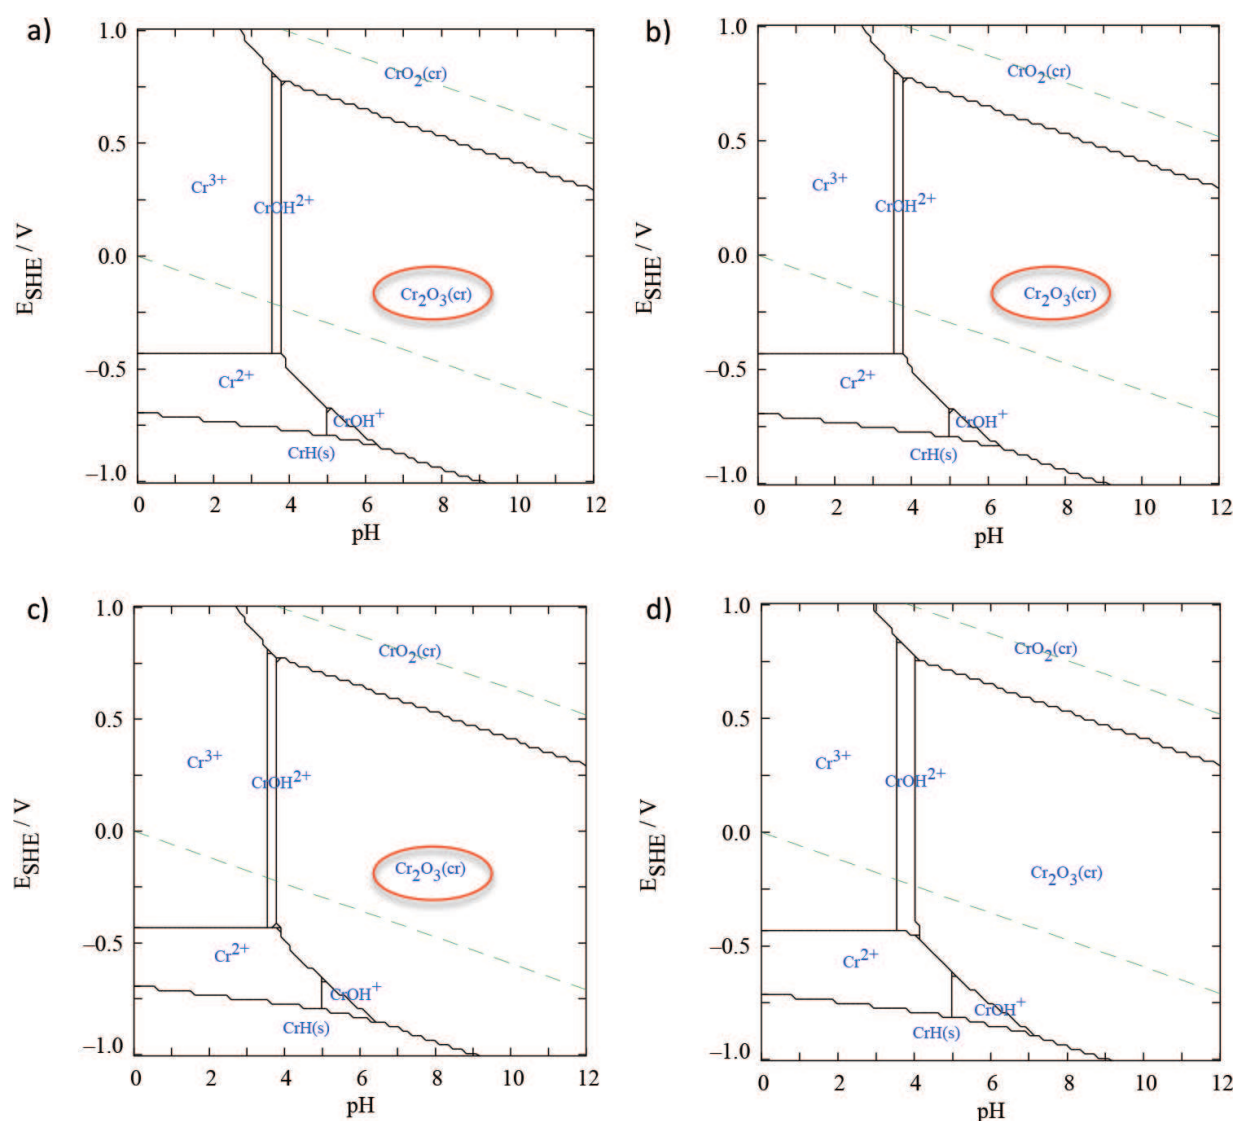 a)
1.0
0.5
0.0
–0.5
–1.0
E_SHE / V
CrO2(cr)
Cr3+
CrOH2+
Cr2O3(cr)
Cr2+
CrOH+
CrH(s)
0 2 4 6 8 10 12
pH
b)
1.0
0.5
0.0
–0.5
–1.0
E_SHE / V
CrO2(cr)
Cr3+
CrOH2+
Cr2O3(cr)
Cr2+
CrOH+
CrH(s)
0 2 4 6 8 10 12
pH
c)
1.0
0.5
0.0
–0.5
–1.0
E_SHE / V
CrO2(cr)
Cr3+
CrOH2+
Cr2O3(cr)
Cr2+
CrOH+
CrH(s)
0 2 4 6 8 10 12
pH
d)
1.0
0.5
0.0
–0.5
–1.0
E_SHE / V
CrO2(cr)
Cr3+
CrOH2+
Cr2O3(cr)
Cr2+
CrOH+
CrH(s)
0 2 4 6 8 10 12
pH